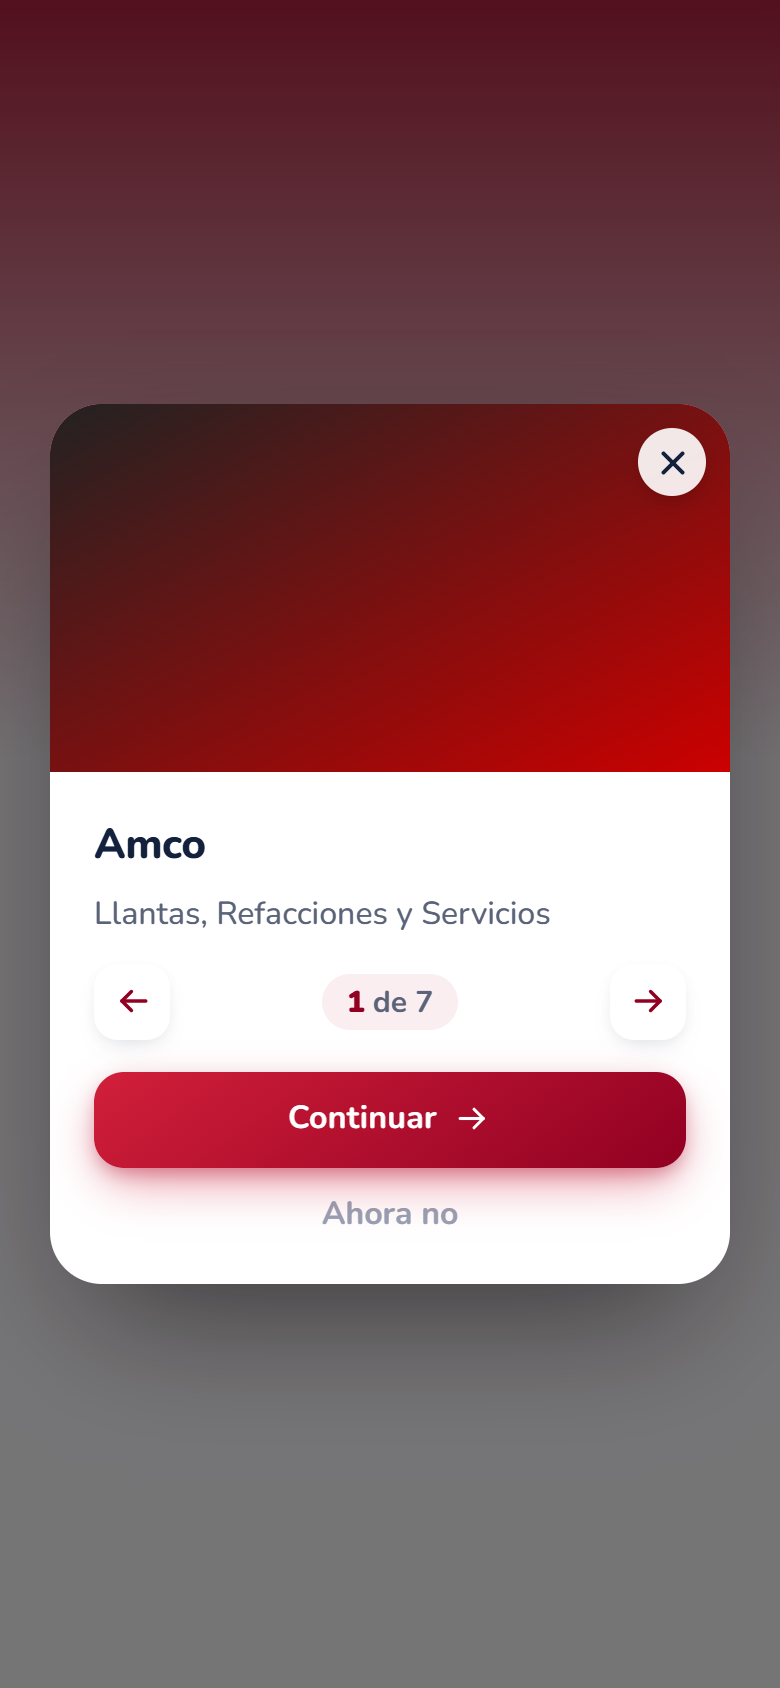 Amco
Llantas, Refacciones y Servicios
1 de 7
Continuar
Ahora no